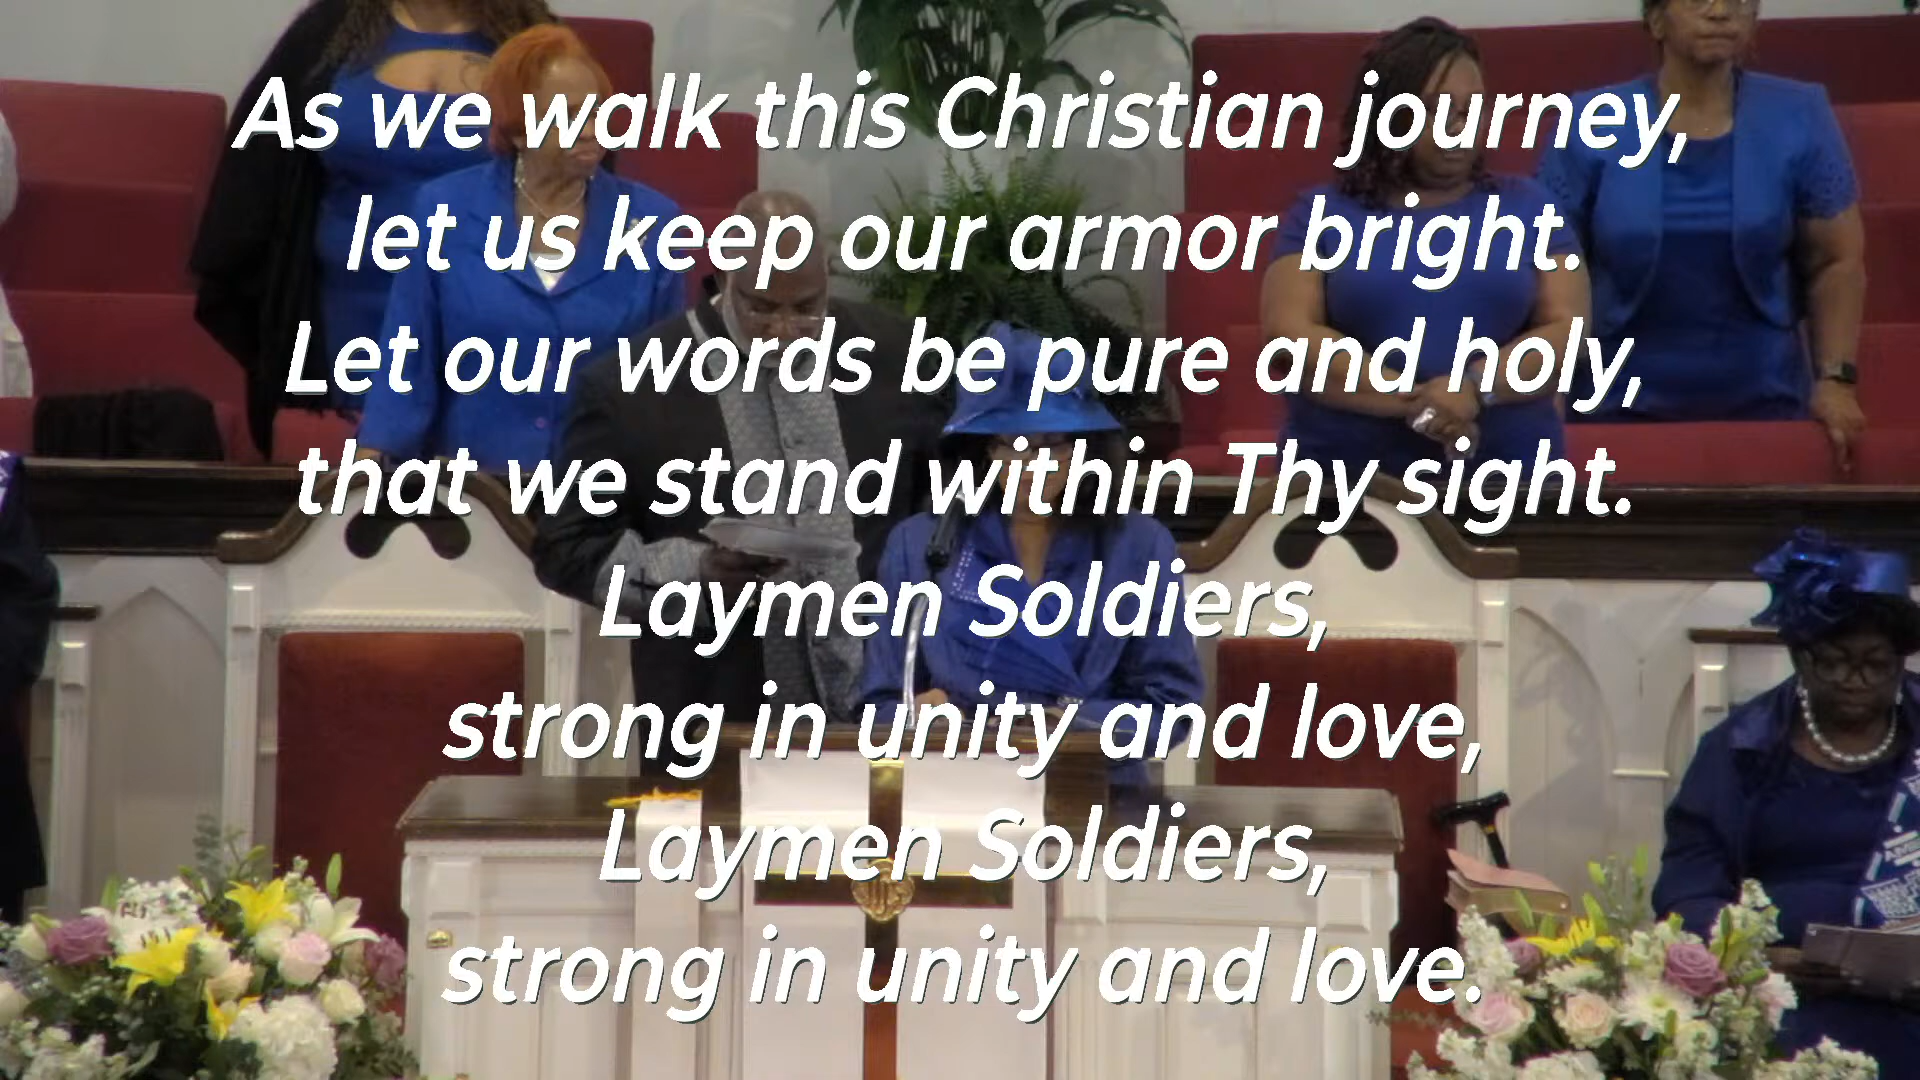 As we walk this Christian journey,
let us keep our armor bright.
Let our words be pure and holy,
that we stand within Thy sight.
Laymen Soldiers,
strong in unity and love,
Laymen Soldiers,
strong in unity and love.